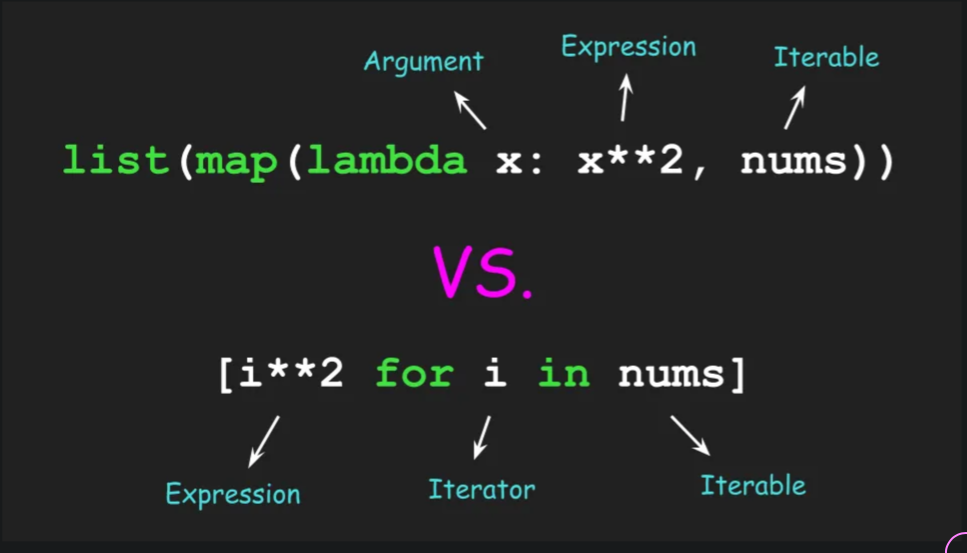 Argument Expression Iterable
list(map(lambda x: x**2, nums))
VS.
[i**2 for i in nums]
Expression Iterator Iterable